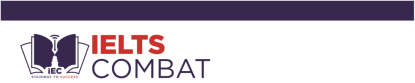 IELTS
COMBAT
iEC
STAIRWAY TO SUCCESS